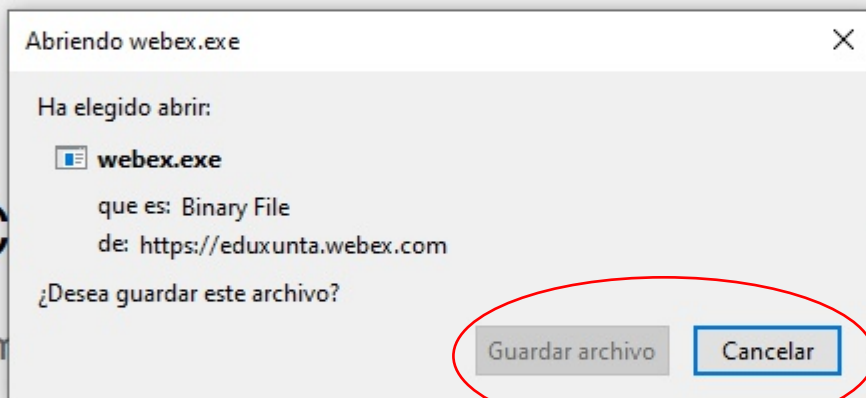 Abriendo webex.exe
Ha elegido abrir:
webex.exe
que es: Binary File
de: https://eduxunta.webex.com
¿Desea guardar este archivo?
Guardar archivo Cancelar